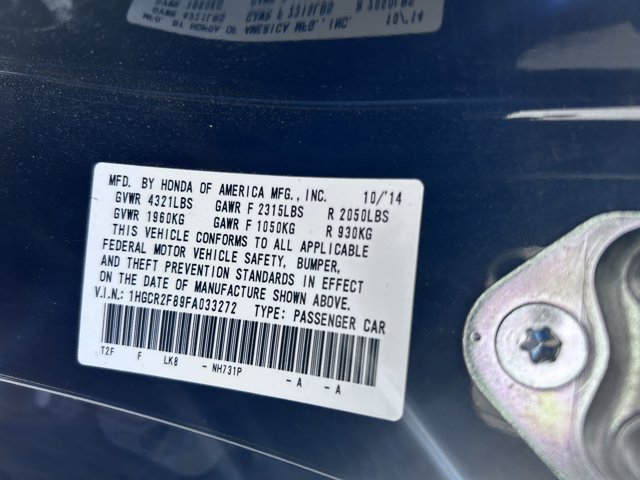 MFD. BY HONDA OF AMERICA MFG., INC. 10/'14
GVWR 4321LBS GAWR F 2315LBS R 2050LBS
GVWR 1960KG GAWR F 1050KG R 930KG
THIS VEHICLE CONFORMS TO ALL APPLICABLE
FEDERAL MOTOR VEHICLE SAFETY, BUMPER,
AND THEFT PREVENTION STANDARDS IN EFFECT
ON THE DATE OF MANUFACTURE SHOWN ABOVE.
V.I.N.: 1HGCR2F89FA033272 TYPE: PASSENGER CAR
T2F F LK8 - NH731P - A - A